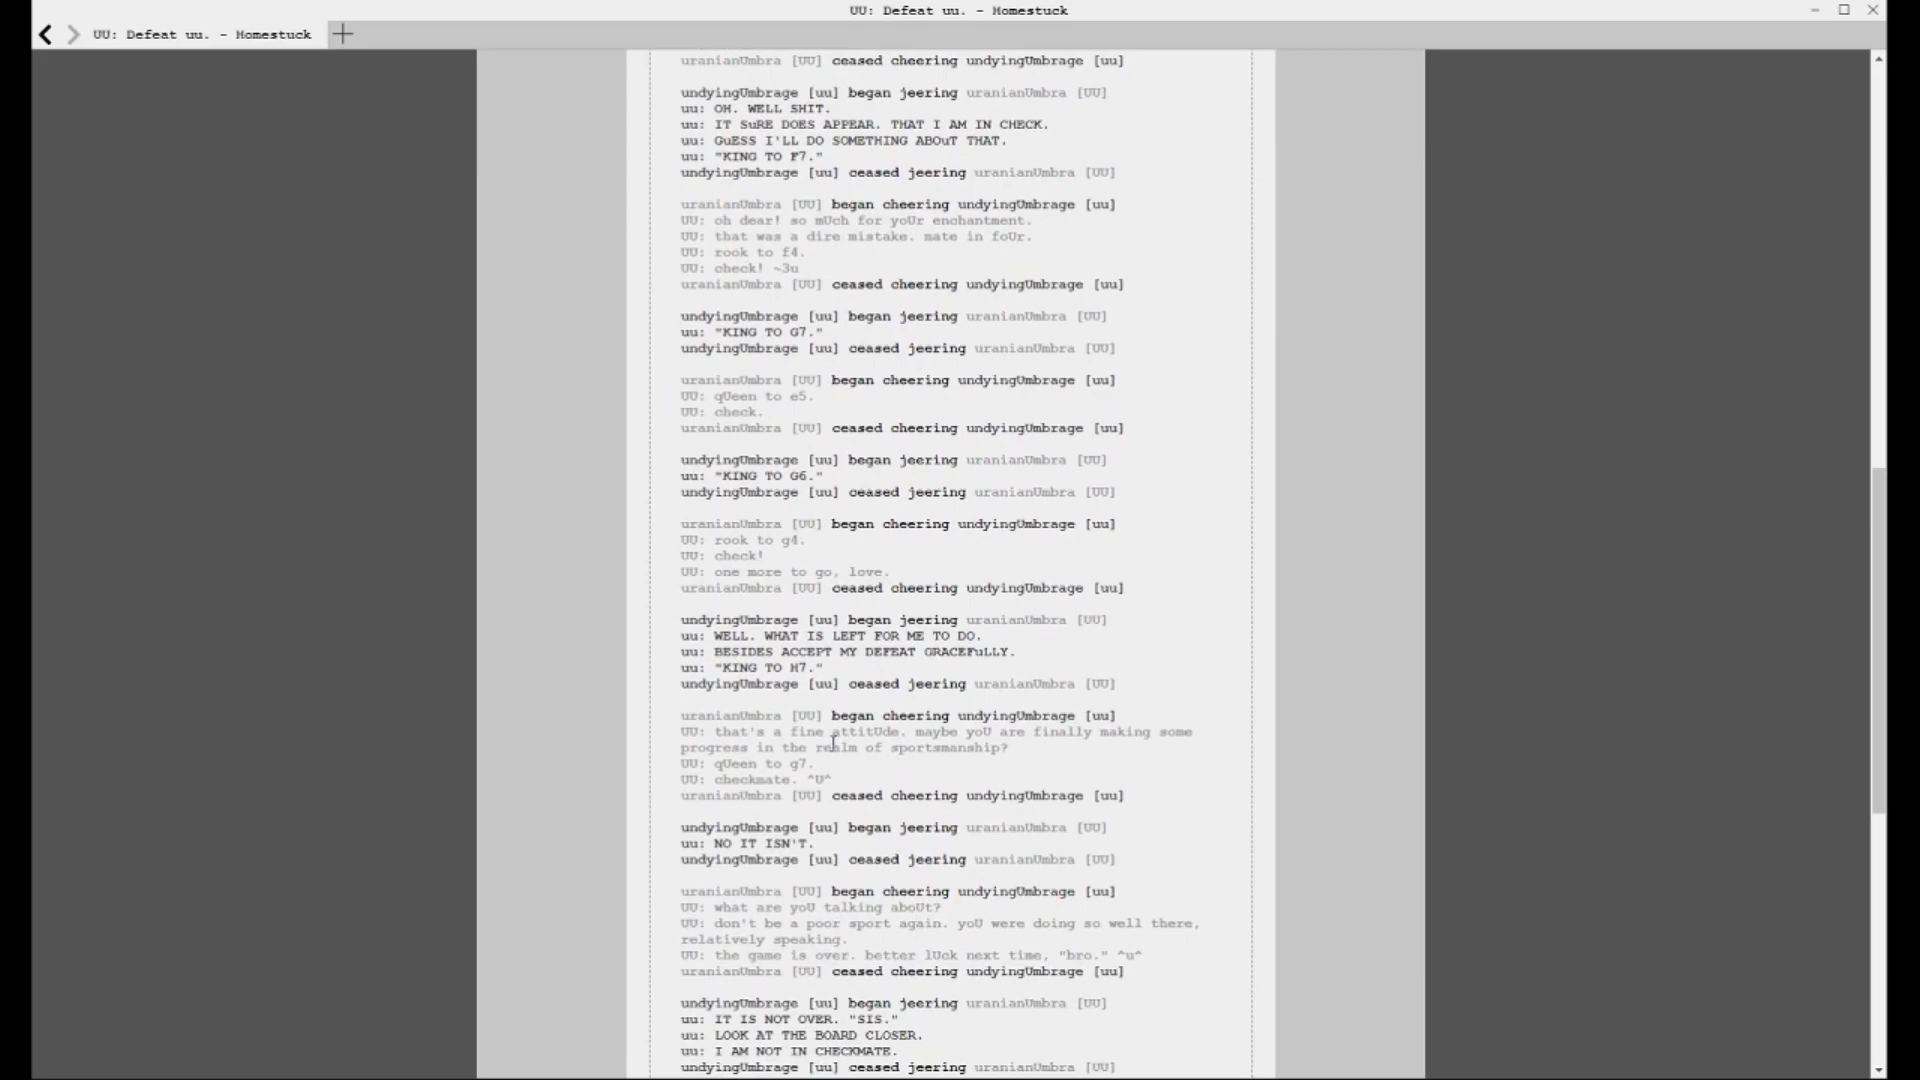 UU: Defeat uu. - Homestuck
UU: Defeat uu. - Homestuck
uranianUmbra [UU] ceased cheering undyingUmbrage [uu]
undyingUmbrage [uu] began jeering uranianUmbra [UU]
uu: OH. WELL SHIT.
uu: IT SuRE DOES APPEAR. THAT I AM IN CHECK.
uu: GuESS I'LL DO SOMETHING ABOuT THAT.
uu: "KING TO F7."
undyingUmbrage [uu] ceased jeering uranianUmbra [UU]
uranianUmbra [UU] began cheering undyingUmbrage [uu]
UU: oh dear! so mUch for yoUr enchantment.
UU: that was a dire mistake. mate in foUr.
UU: rook to f4.
UU: check! ~3u
uranianUmbra [UU] ceased cheering undyingUmbrage [uu]
undyingUmbrage [uu] began jeering uranianUmbra [UU]
uu: "KING TO G7."
undyingUmbrage [uu] ceased jeering uranianUmbra [UU]
uranianUmbra [UU] began cheering undyingUmbrage [uu]
UU: qUeen to e5.
UU: check.
uranianUmbra [UU] ceased cheering undyingUmbrage [uu]
undyingUmbrage [uu] began jeering uranianUmbra [UU]
uu: "KING TO G6."
undyingUmbrage [uu] ceased jeering uranianUmbra [UU]
uranianUmbra [UU] began cheering undyingUmbrage [uu]
UU: rook to g4.
UU: check!
UU: one more to go, love.
uranianUmbra [UU] ceased cheering undyingUmbrage [uu]
undyingUmbrage [uu] began jeering uranianUmbra [UU]
uu: WELL. WHAT IS LEFT FOR ME TO DO.
uu: BESIDES ACCEPT MY DEFEAT GRACEFuLLY.
uu: "KING TO H7."
undyingUmbrage [uu] ceased jeering uranianUmbra [UU]
uranianUmbra [UU] began cheering undyingUmbrage [uu]
UU: that's a fine attitUde. maybe yoU are finally making some
progress in the realm of sportsmanship?
UU: qUeen to g7.
UU: checkmate. ^U^
uranianUmbra [UU] ceased cheering undyingUmbrage [uu]
undyingUmbrage [uu] began jeering uranianUmbra [UU]
uu: NO IT ISN'T.
undyingUmbrage [uu] ceased jeering uranianUmbra [UU]
uranianUmbra [UU] began cheering undyingUmbrage [uu]
UU: what are yoU talking aboUt?
UU: don't be a poor sport again. yoU were doing so well there,
relatively speaking.
UU: the game is over. better lUck next time, "bro." ^u^
uranianUmbra [UU] ceased cheering undyingUmbrage [uu]
undyingUmbrage [uu] began jeering uranianUmbra [UU]
uu: IT IS NOT OVER. "SIS."
uu: LOOK AT THE BOARD CLOSER.
uu: I AM NOT IN CHECKMATE.
undyingUmbrage [uu] ceased jeering uranianUmbra [UU]